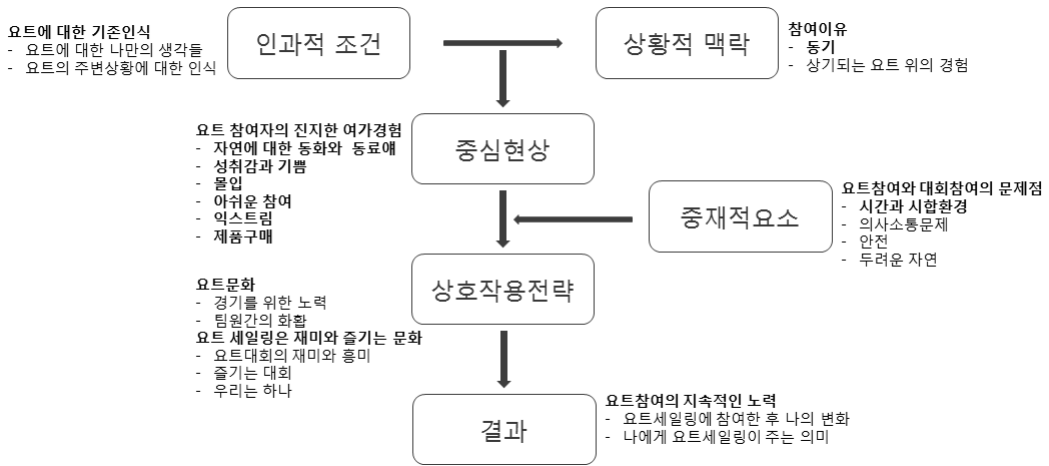 요트에 대한 기존인식
- 요트에 대한 나만의 생각들
- 요트의 주변상황에 대한 인식
인과적 조건
상황적 맥락
참여이유
- 동기
- 상기되는 요트 위의 경험
요트 참여자의 진지한 여가경험
- 자연에 대한 동화와 동료얘
- 성취감과 기쁨
- 몰입
- 아쉬운 참여
- 익스트림
- 제품구매
중심현상
중재적요소
요트참여와 대회참여의 문제점
- 시간과 시합환경
- 의사소통문제
- 안전
- 두려운 자연
요트문화
- 경기를 위한 노력
- 팀원간의 화홥
요트 세일링은 재미와 즐기는 문화
- 요트대회의 재미와 흥미
- 즐기는 대회
- 우리는 하나
상호작용전략
결과
요트참여의 지속적인 노력
- 요트세일링에 참여한 후 나의 변화
- 나에게 요트세일링이 주는 의미